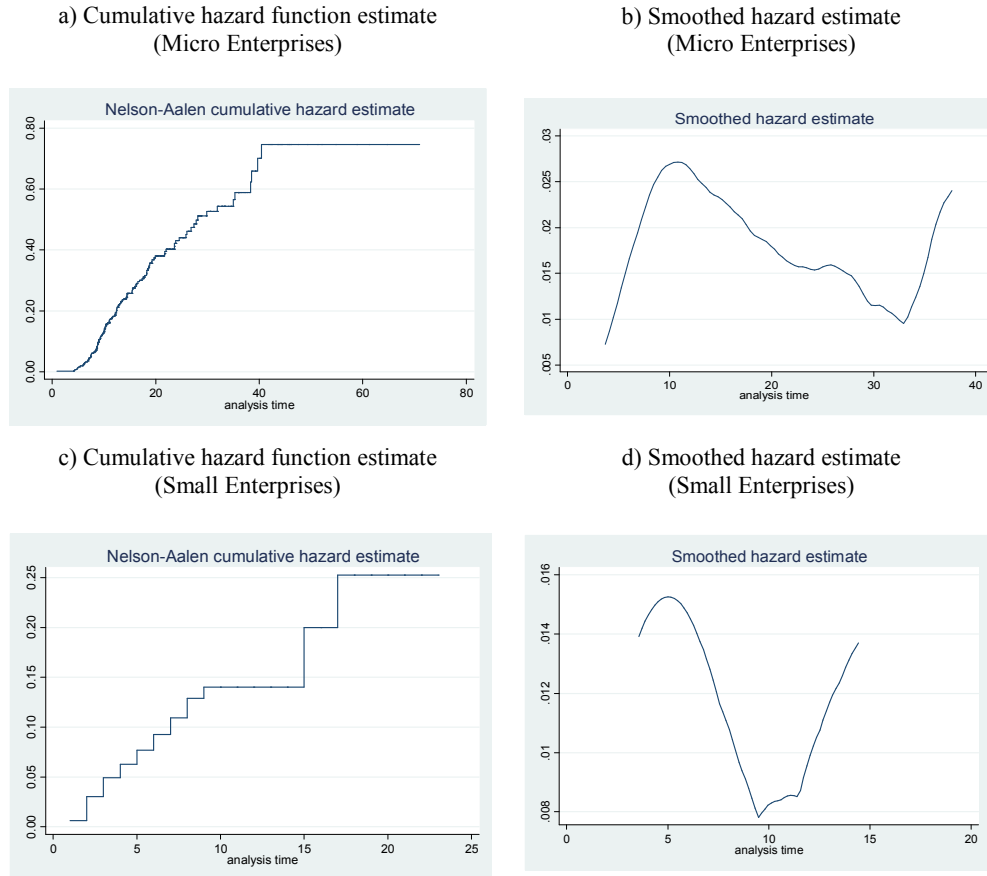 a) Cumulative hazard function estimate
(Micro Enterprises)
b) Smoothed hazard estimate
(Micro Enterprises)
Nelson-Aalen cumulative hazard estimate
0.80
0.60
0.40
0.20
0.00
0 20 40 60 80
analysis time
Smoothed hazard estimate
.03
.025
.02
.015
.01
.005
0 10 20 30 40
analysis time
c) Cumulative hazard function estimate
(Small Enterprises)
d) Smoothed hazard estimate
(Small Enterprises)
Nelson-Aalen cumulative hazard estimate
0.25
0.20
0.15
0.10
0.05
0.00
0 5 10 15 20 25
analysis time
Smoothed hazard estimate
.016
.014
.012
.01
.008
0 5 10 15 20
analysis time